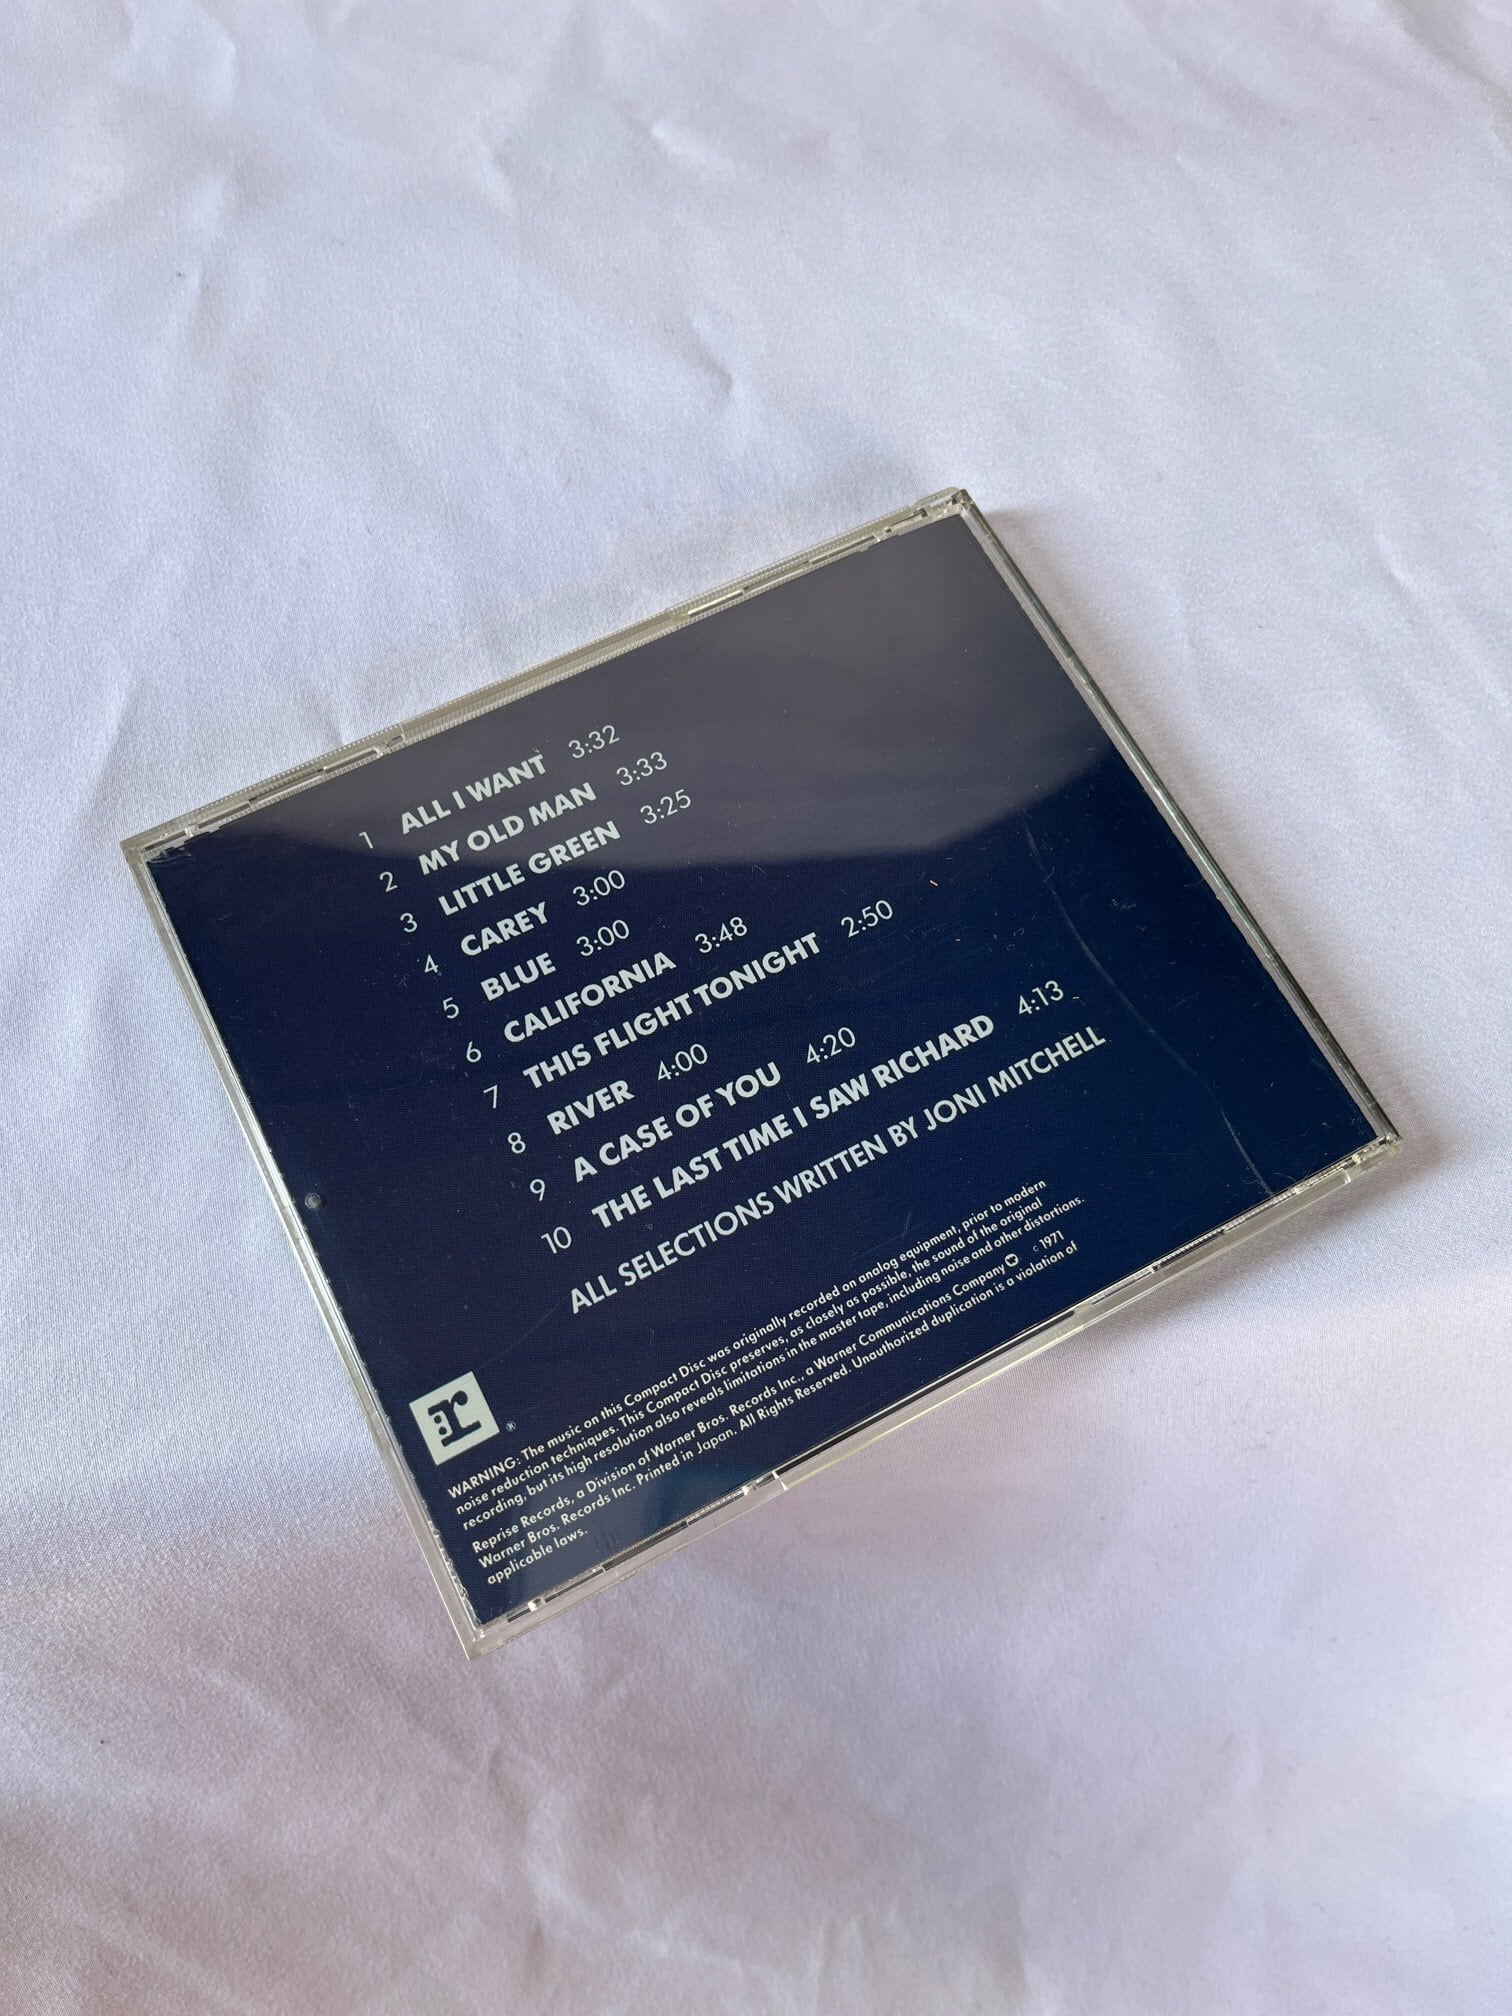 1 ALL I WANT 3:32
2 MY OLD MAN 3:33
3 LITTLE GREEN 3:25
4 CAREY 3:00
5 BLUE 3:00
6 CALIFORNIA 3:48
7 THIS FLIGHT TONIGHT 2:50
8 RIVER 4:00
9 A CASE OF YOU 4:20
10 THE LAST TIME I SAW RICHARD 4:13
ALL SELECTIONS WRITTEN BY JONI MITCHELL
r: ®
WARNING: The music on this Compact Disc was originally recorded on analog equipment, prior to modern
noise reduction techniques. This Compact Disc preserves, as closely as possible, the sound of the original
recording, but its high resolution also reveals limitations in the master tape, including noise and other distortions.
Reprise Records, a Division of Warner Bros. Records Inc., a Warner Communications Company c 1971
Warner Bros. Records Inc. Printed in Japan. All Rights Reserved. Unauthorized duplication is a violation of
applicable laws.